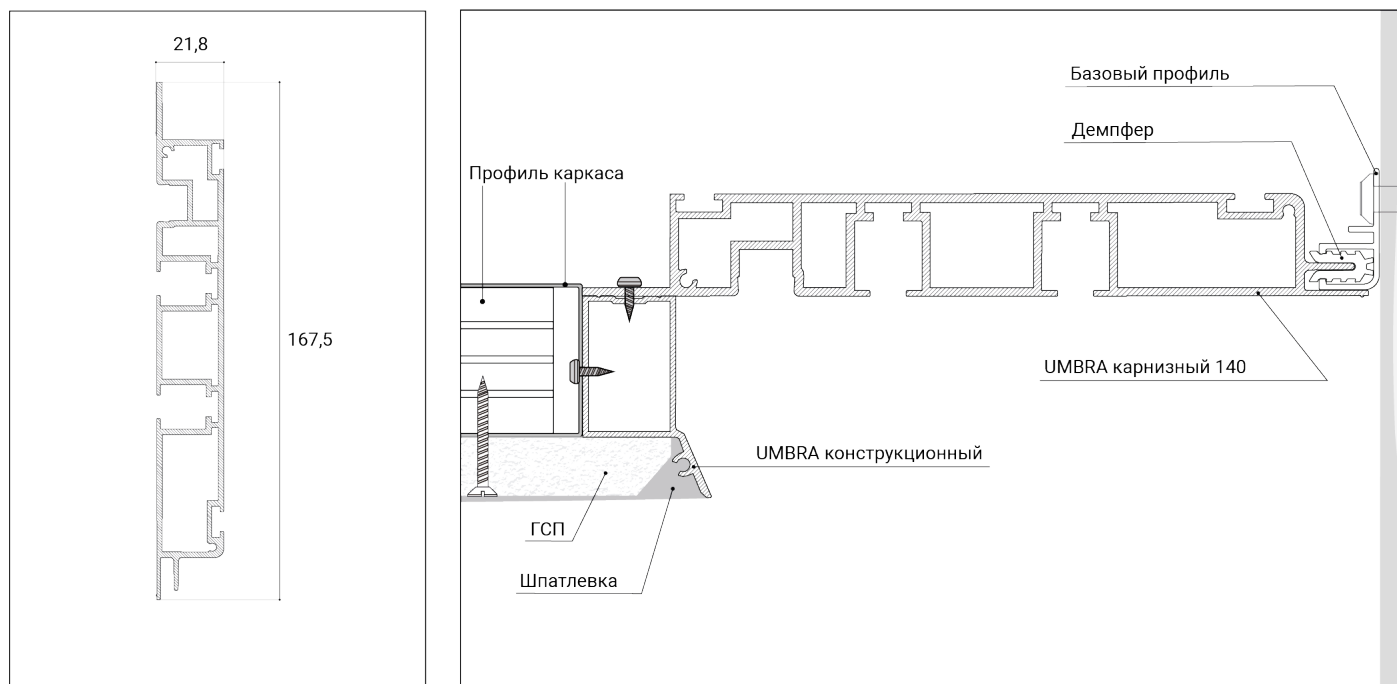 21,8
167,5
Базовый профиль
Демпфер
Профиль каркаса
UMBRA карнизный 140
UMBRA конструкционный
ГСП
Шпатлевка